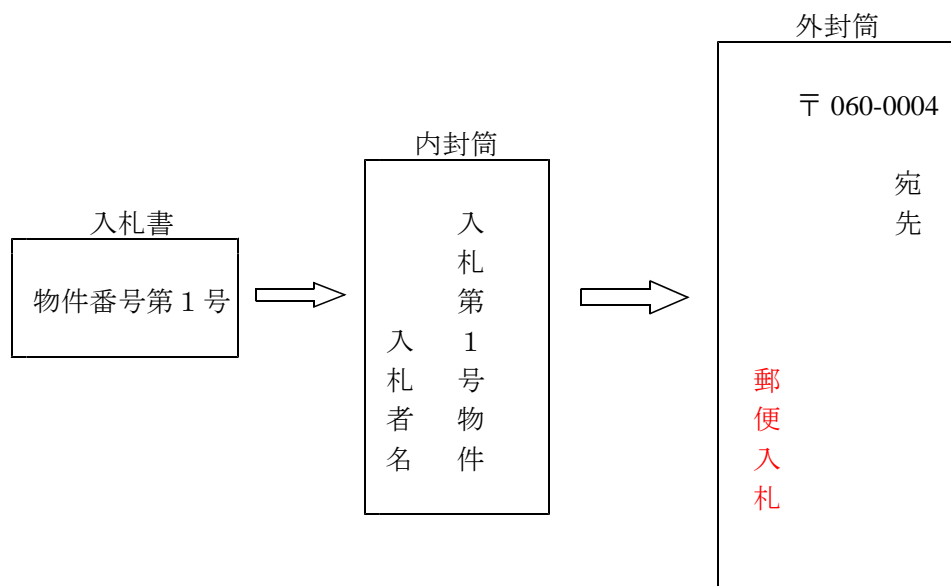 入札書
物件番号第１号
内封筒
入札第１号物件
入札者名
外封筒
〒 060-0004
宛先
郵便入札